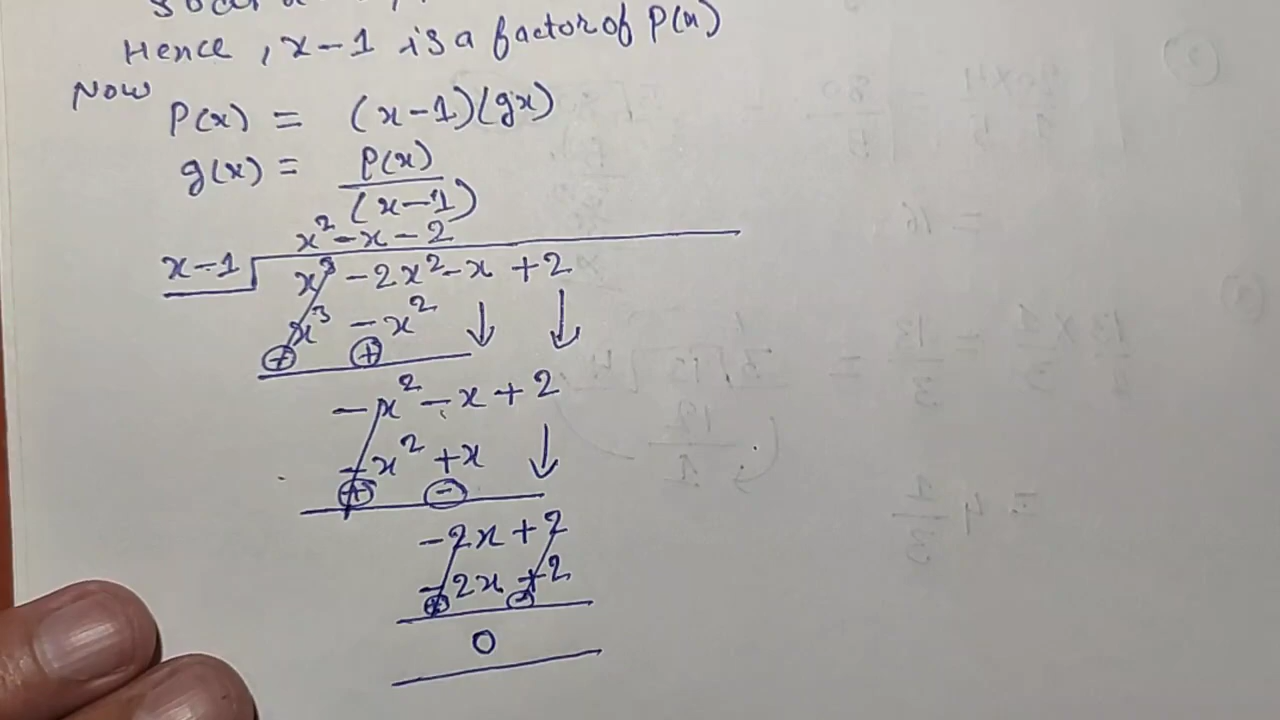 Hence, x-1 is a factor of P(x)
Now
P(x) = (x-1)(gx)
g(x) = P(x)
(x-1)
x²-x-2
x-1 x³-2x²-x+2
x³ -x² ↓ ↓
⊕ ⊕
-x²-x+2
-x²+x ↓
⊕ ⊖
-2x+2
-2x+2
⊕ ⊖
0